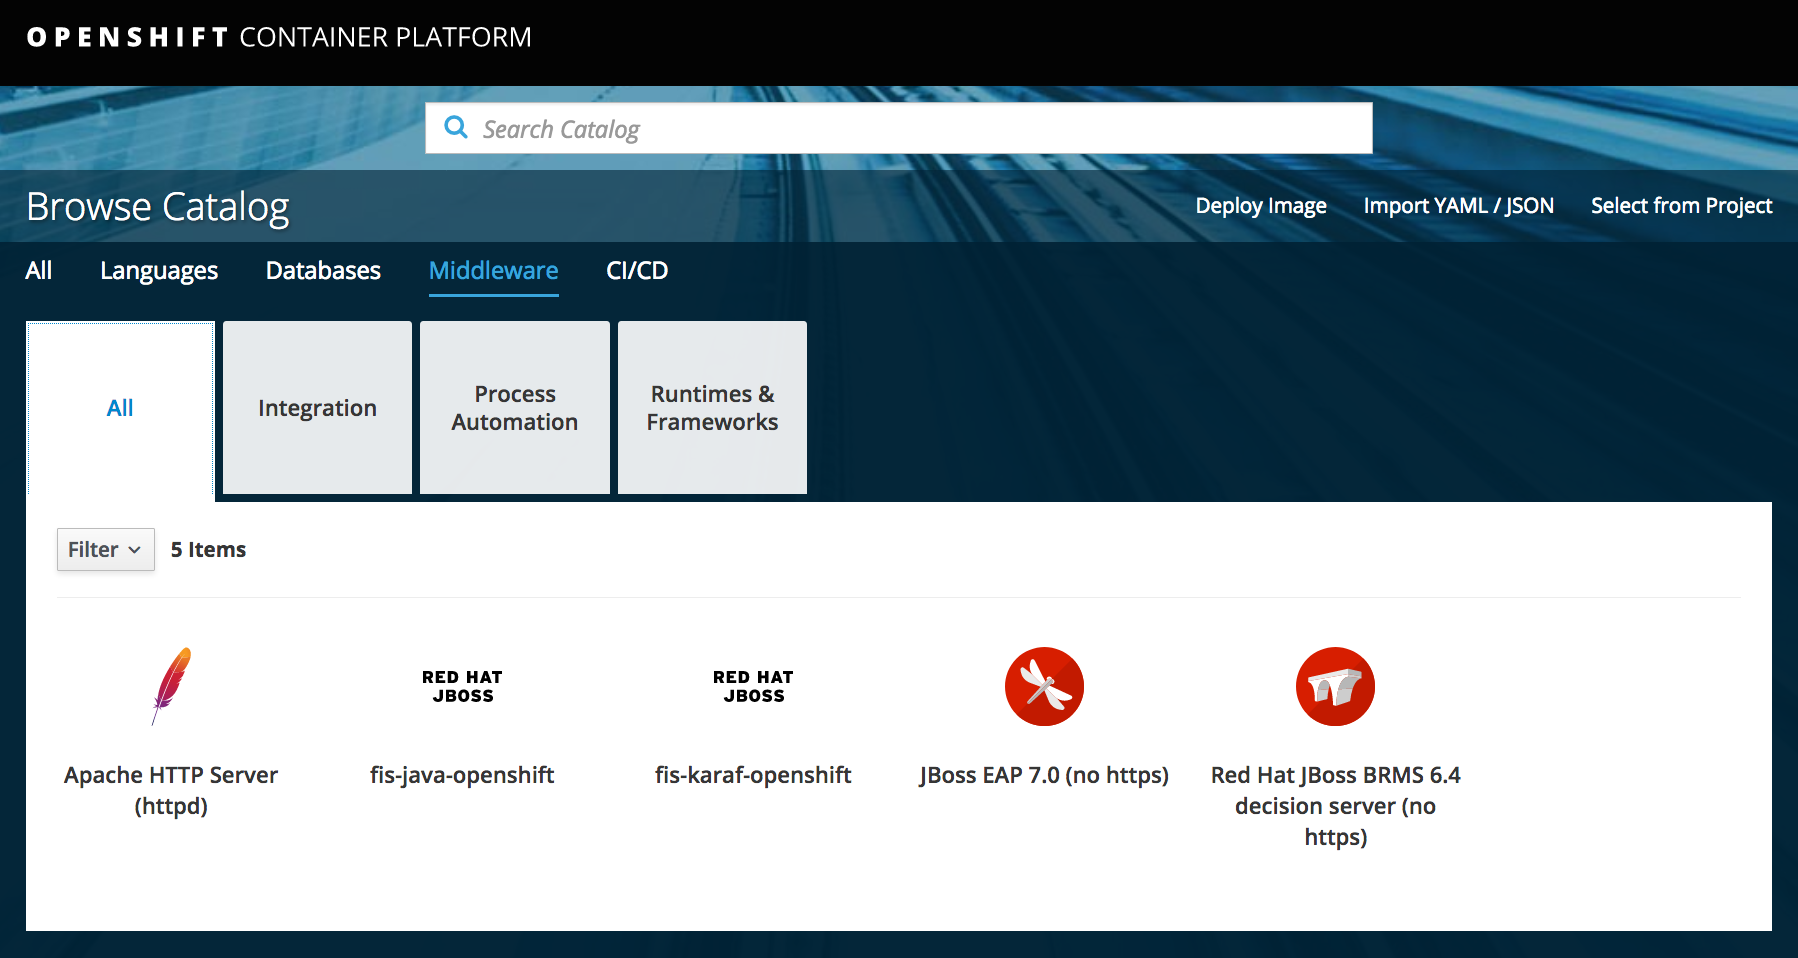 OPENSHIFT CONTAINER PLATFORM
Search Catalog
Browse Catalog
Deploy Image
Import YAML / JSON
Select from Project
All
Languages
Databases
Middleware
CI/CD
All
Integration
Process
Automation
Runtimes &
Frameworks
Filter
5 Items
RED HAT
JBOSS
RED HAT
JBOSS
Apache HTTP Server
(httpd)
fis-java-openshift
fis-karaf-openshift
JBoss EAP 7.0 (no https)
Red Hat JBoss BRMS 6.4
decision server (no
https)